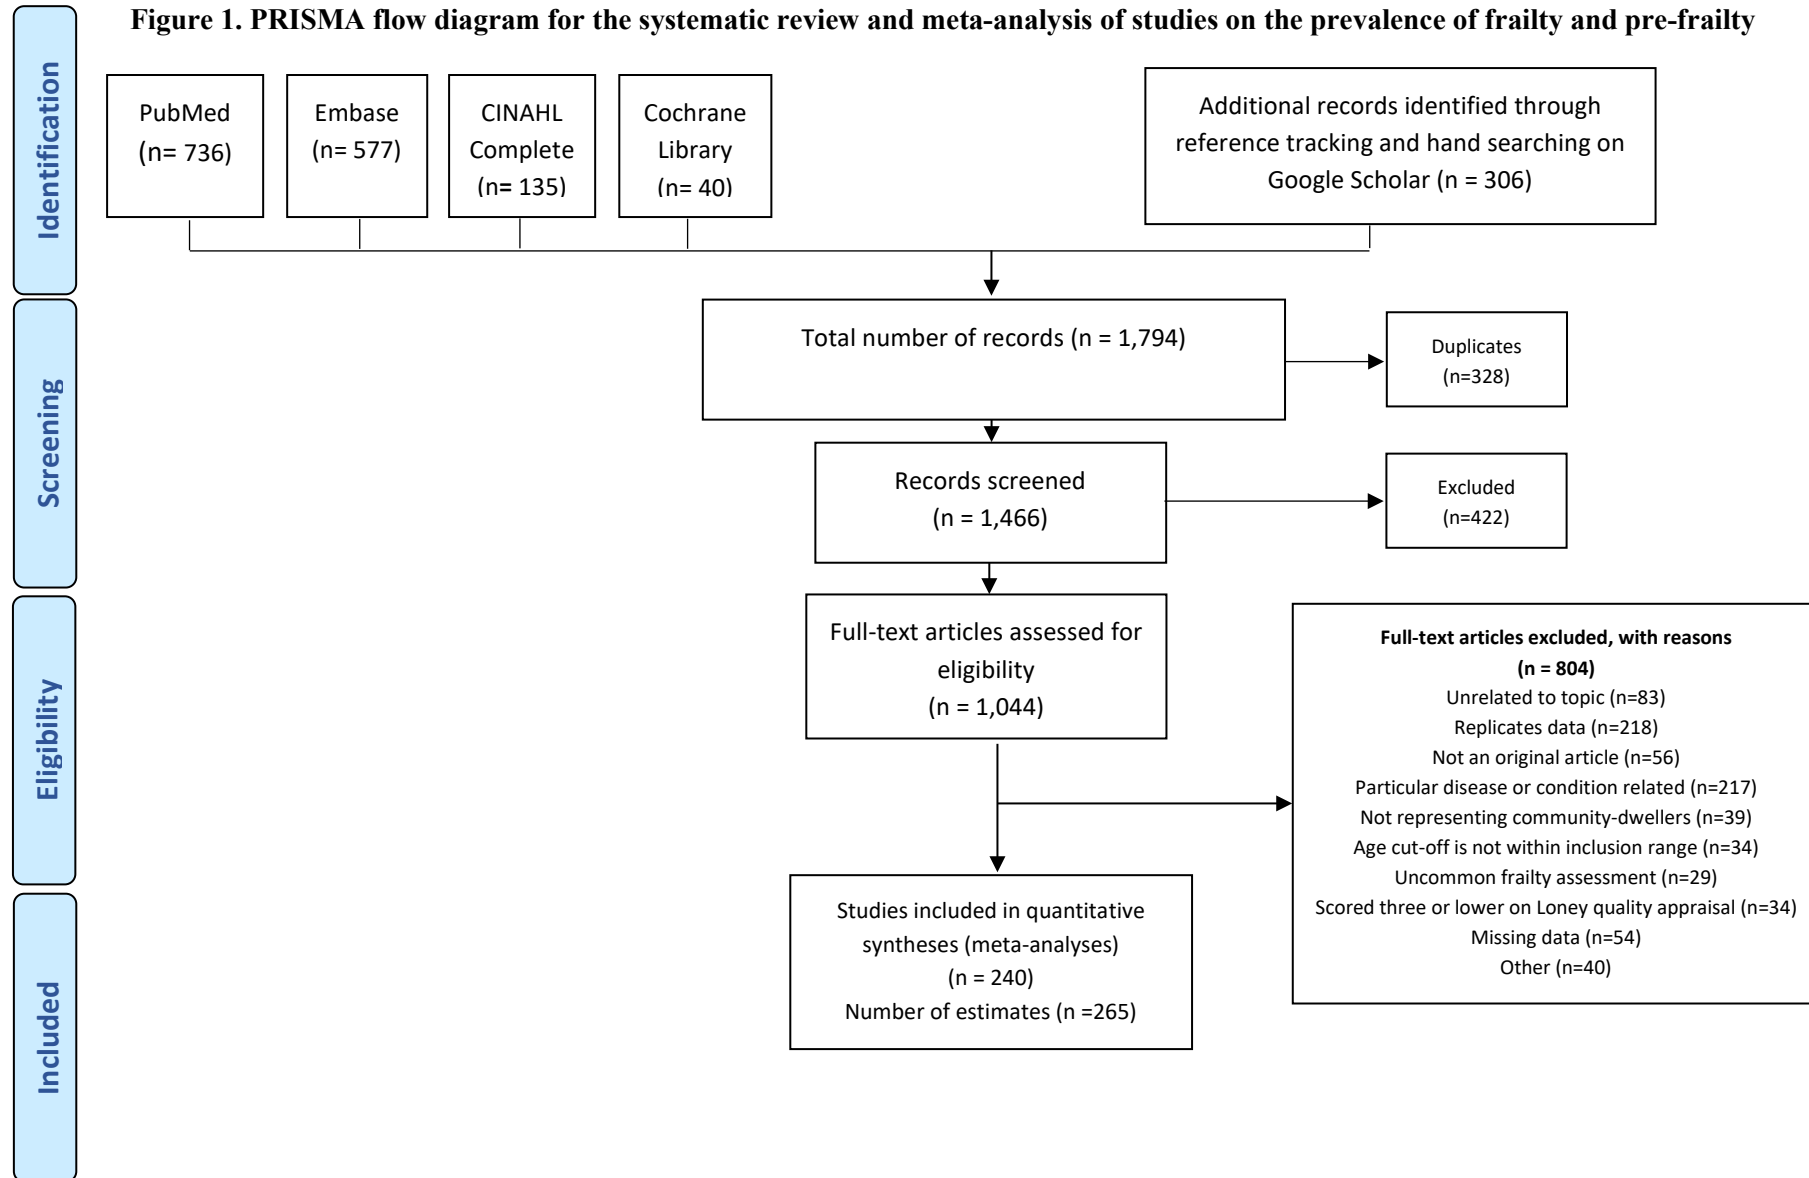 Figure 1. PRISMA flow diagram for the systematic review and meta-analysis of studies on the prevalence of frailty and pre-frailty
Identification
PubMed
(n= 736)
Embase
(n= 577)
CINAHL
Complete
(n= 135)
Cochrane
Library
(n= 40)
Additional records identified through
reference tracking and hand searching on
Google Scholar (n = 306)
Screening
Total number of records (n = 1,794)
Duplicates
(n=328)
Records screened
(n = 1,466)
Excluded
(n=422)
Eligibility
Full-text articles assessed for
eligibility
(n = 1,044)
Full-text articles excluded, with reasons
(n = 804)
Unrelated to topic (n=83)
Replicates data (n=218)
Not an original article (n=56)
Particular disease or condition related (n=217)
Not representing community-dwellers (n=39)
Age cut-off is not within inclusion range (n=34)
Uncommon frailty assessment (n=29)
Scored three or lower on Loney quality appraisal (n=34)
Missing data (n=54)
Other (n=40)
Included
Studies included in quantitative
syntheses (meta-analyses)
(n = 240)
Number of estimates (n =265)